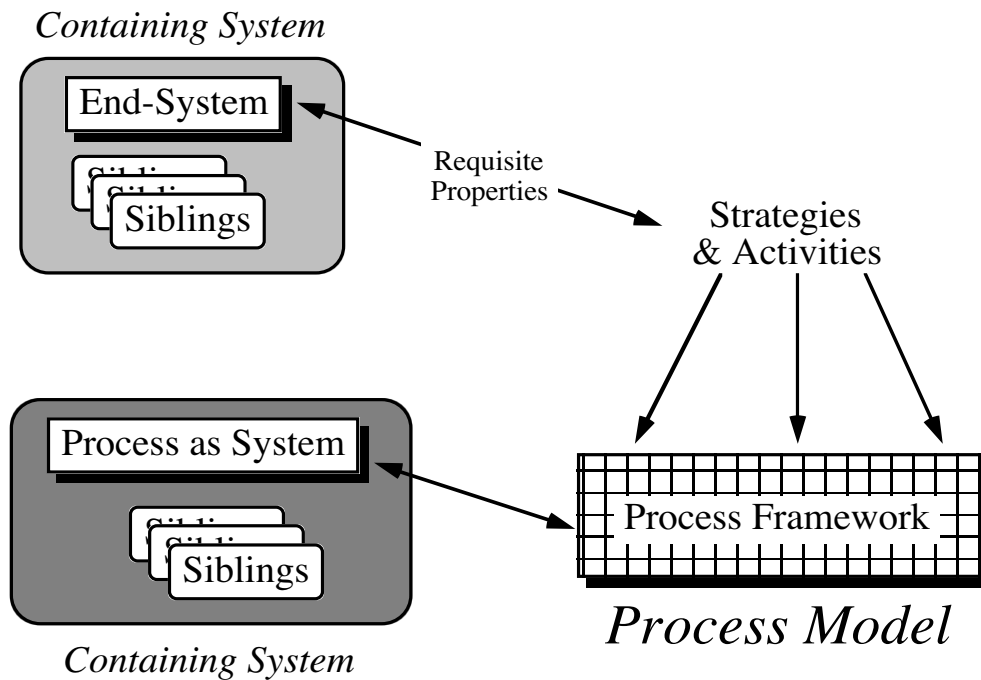 Containing System
End-System
Siblings
Requisite
Properties
Strategies
& Activities
Process as System
Siblings
Process Framework
Process Model
Containing System